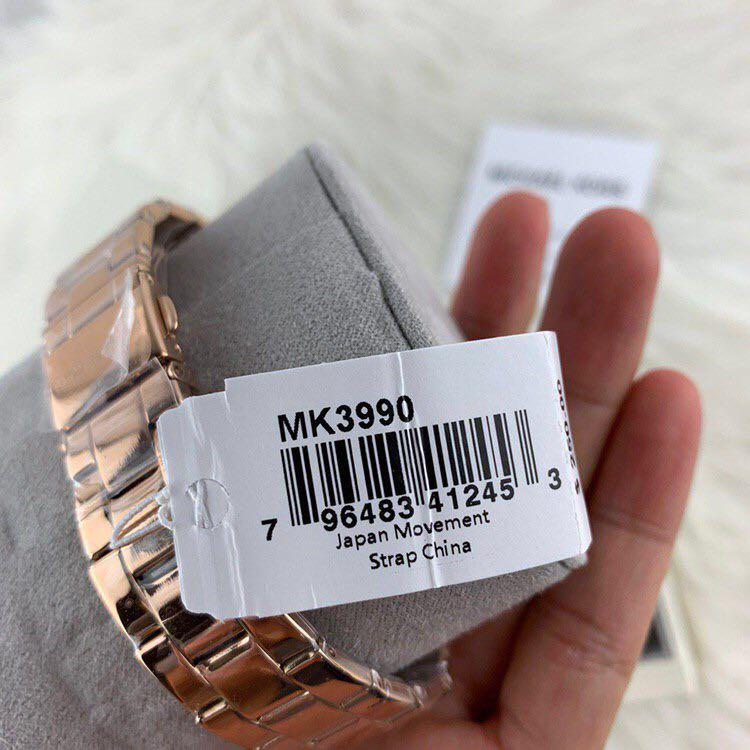 MK3990
7 96483 41245 3
Japan Movement
Strap China